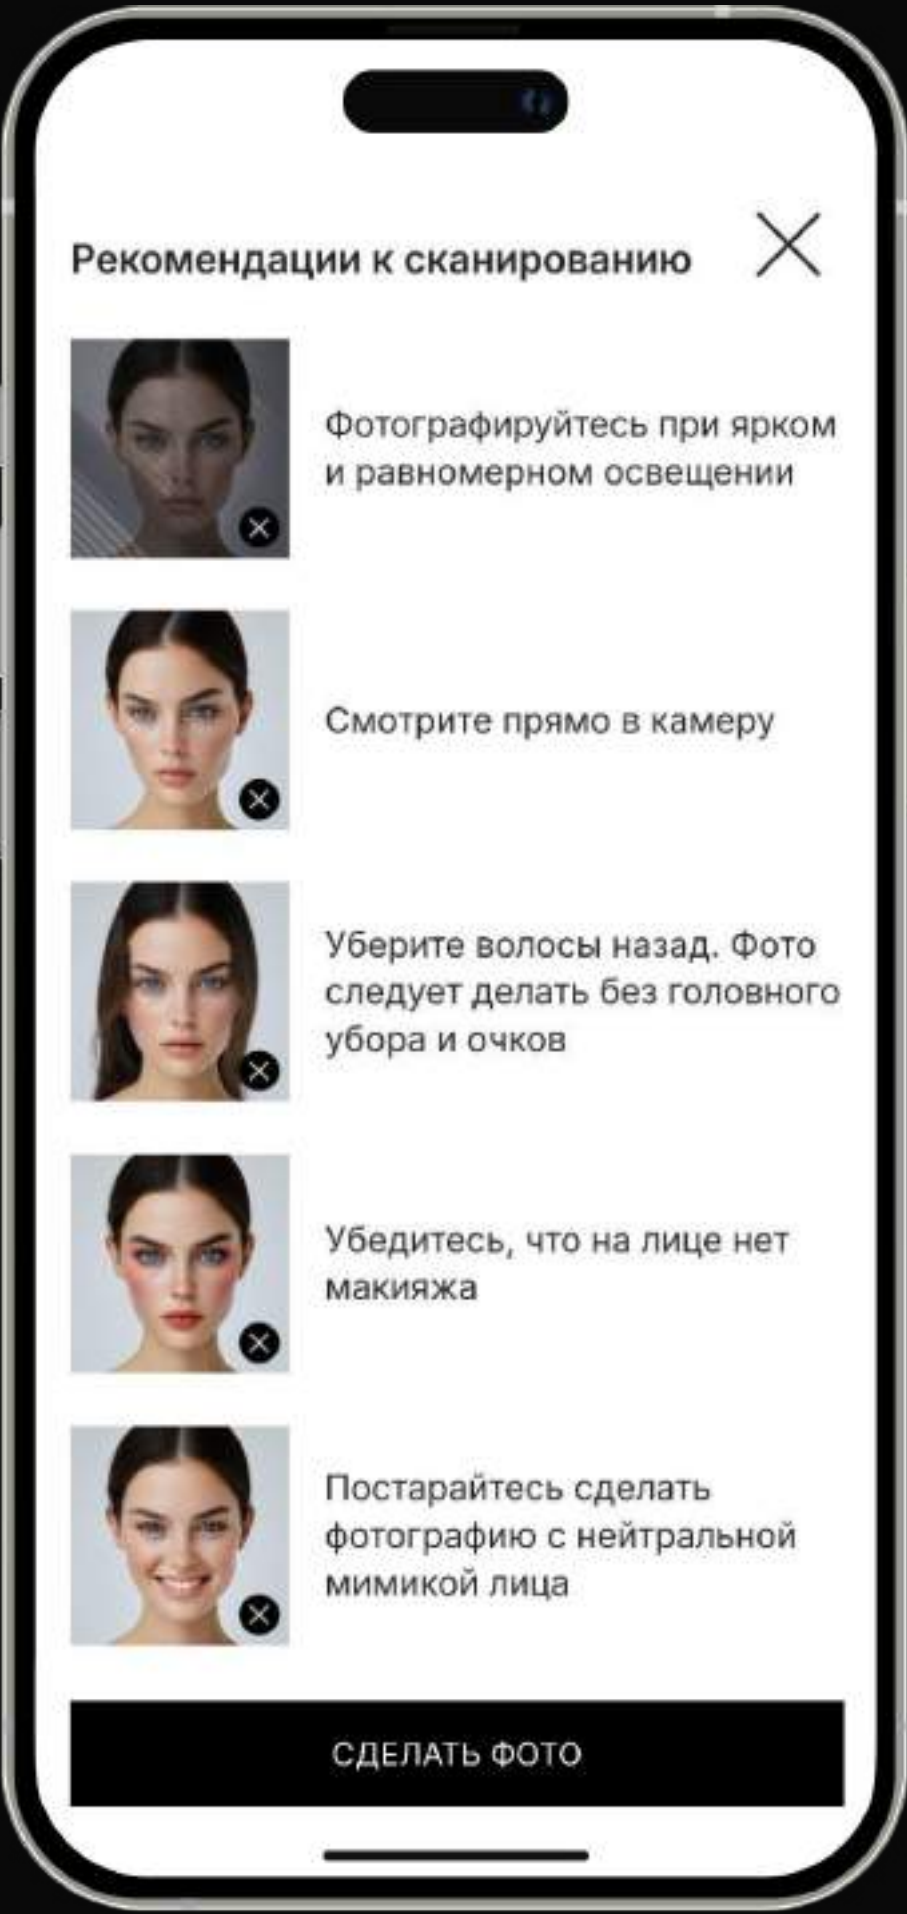 Рекомендации к сканированию
Фотографируйтесь при ярком
и равномерном освещении
Смотрите прямо в камеру
Уберите волосы назад. Фото
следует делать без головного
убора и очков
Убедитесь, что на лице нет
макияжа
Постарайтесь сделать
фотографию с нейтральной
мимикой лица
СДЕЛАТЬ ФОТО